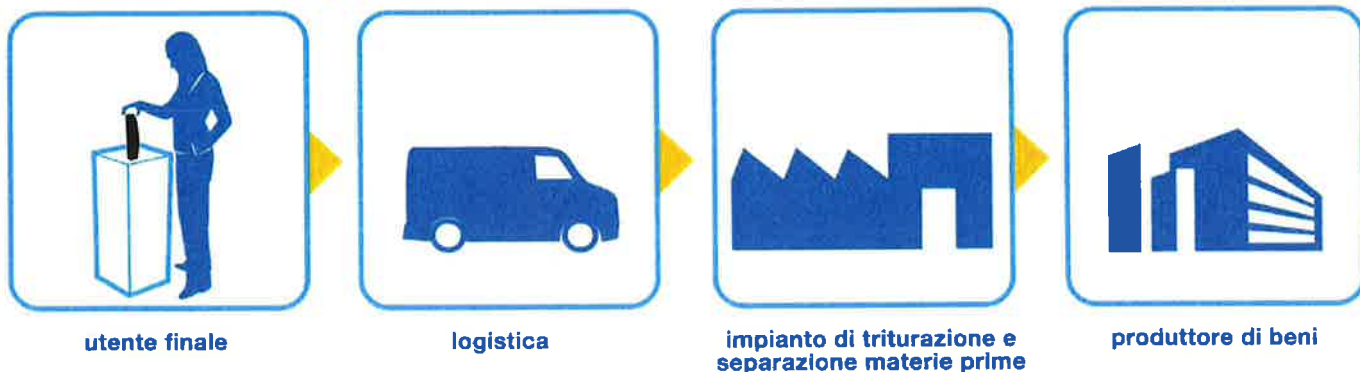 utente finale
logistica
impianto di triturazione e
separazione materie prime
produttore di beni